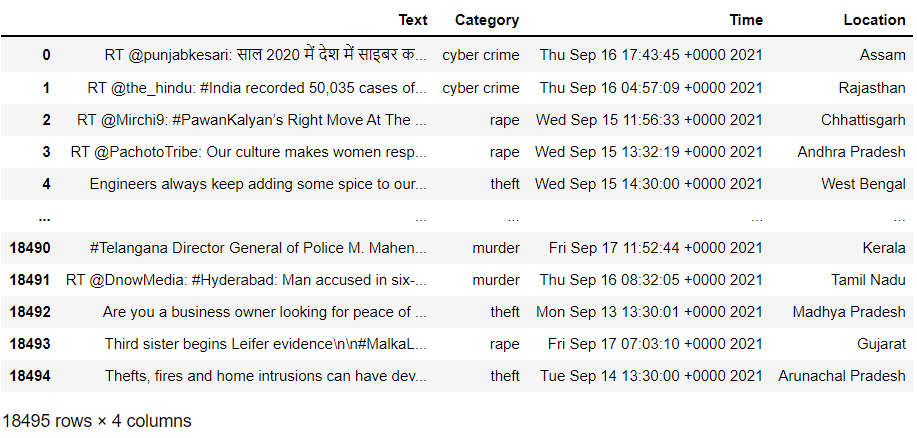 Text Category Time Location
0 RT @punjabkesari: साल 2020 में देश में साइबर क... cyber crime Thu Sep 16 17:43:45 +0000 2021 Assam
1 RT @the_hindu: #India recorded 50,035 cases of... cyber crime Thu Sep 16 04:57:09 +0000 2021 Rajasthan
2 RT @Mirchi9: #PawanKalyan’s Right Move At The ... rape Wed Sep 15 11:56:33 +0000 2021 Chhattisgarh
3 RT @PachotoTribe: Our culture makes women resp... rape Wed Sep 15 13:32:19 +0000 2021 Andhra Pradesh
4 Engineers always keep adding some spice to our... theft Wed Sep 15 14:30:00 +0000 2021 West Bengal
... ... ... ... ...
18490 #Telangana Director General of Police M. Mahen... murder Fri Sep 17 11:52:44 +0000 2021 Kerala
18491 RT @DnowMedia: #Hyderabad: Man accused in six-... murder Thu Sep 16 08:32:05 +0000 2021 Tamil Nadu
18492 Are you a business owner looking for peace of ... theft Mon Sep 13 13:30:01 +0000 2021 Madhya Pradesh
18493 Third sister begins Leifer evidence\n\n#MalkaL... rape Fri Sep 17 07:03:10 +0000 2021 Gujarat
18494 Thefts, fires and home intrusions can have dev... theft Tue Sep 14 13:30:00 +0000 2021 Arunachal Pradesh
18495 rows × 4 columns